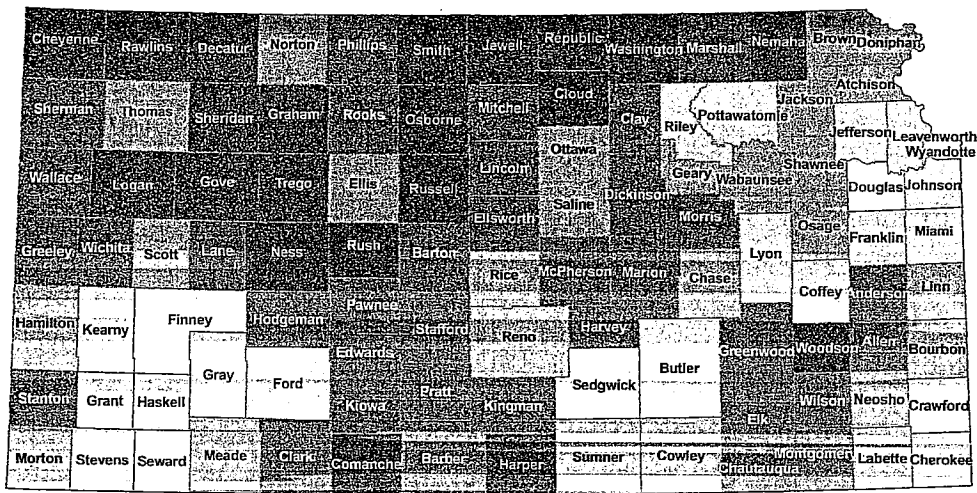 Cheyenne Rawlins Decatur Norton Phillips Smith Jewell Republic Washington Marshall Nemaha Brown Doniphan
Atchison
Sherman Thomas Sheridan Graham Rooks Osborne Mitchell Cloud Clay Riley Pottawatomie Jackson
Jefferson Leavenworth
Wyandotte
Ottawa
Lincoln
Wallace Logan Gove Trego Ellis Russell Saline Dickinson Geary Wabaunsee Shawnee Douglas Johnson
Ellsworth Morris
Greeley Wichita Scott Lane Ness Rush Barton Rice McPherson Marion Chase Lyon Osage Franklin Miami
Hamilton Kearny Finney Hodgeman Pawnee Stafford Reno Harvey Coffey Anderson Linn
Edwards
Gray Ford Sedgwick Butler Greenwood Woodson Allen Bourbon
Stanton Grant Haskell Kiowa Pratt Kingman Elk Wilson Neosho Crawford
Morton Stevens Seward Meade Clark Comanche Barber Harper Sumner Cowley Chautauqua Montgomery Labette Cherokee